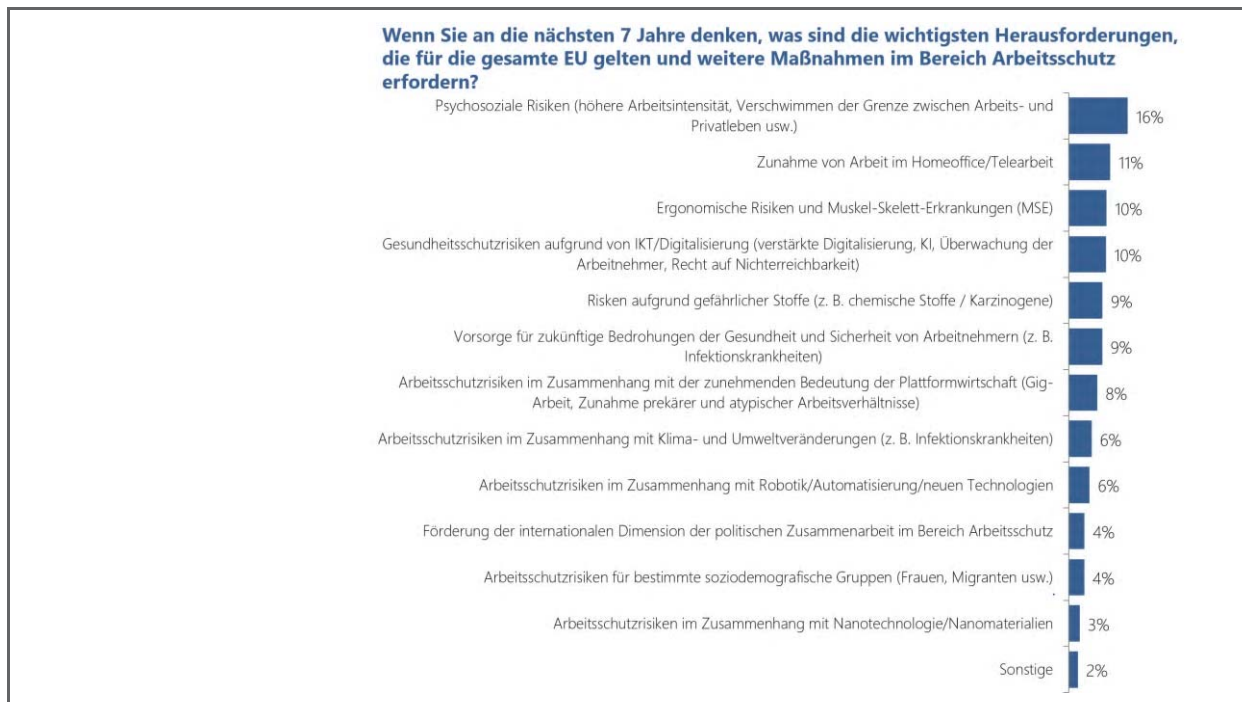 Wenn Sie an die nächsten 7 Jahre denken, was sind die wichtigsten Herausforderungen,
die für die gesamte EU gelten und weitere Maßnahmen im Bereich Arbeitsschutz
erfordern?
Psychosoziale Risiken (höhere Arbeitsintensität, Verschwimmen der Grenze zwischen Arbeits- und
Privatleben usw.)
16%
Zunahme von Arbeit im Homeoffice/Telearbeit
11%
Ergonomische Risiken und Muskel-Skelett-Erkrankungen (MSE)
10%
Gesundheitsschutzrisiken aufgrund von IKT/Digitalisierung (verstärkte Digitalisierung, KI, Überwachung der
Arbeitnehmer, Recht auf Nichterreichbarkeit)
10%
Risken aufgrund gefährlicher Stoffe (z. B. chemische Stoffe / Karzinogene)
9%
Vorsorge für zukünftige Bedrohungen der Gesundheit und Sicherheit von Arbeitnehmern (z. B.
Infektionskrankheiten)
9%
Arbeitsschutzrisiken im Zusammenhang mit der zunehmenden Bedeutung der Plattformwirtschaft (Gig-
Arbeit, Zunahme prekärer und atypischer Arbeitsverhältnisse)
8%
Arbeitsschutzrisiken im Zusammenhang mit Klima- und Umweltveränderungen (z. B. Infektionskrankheiten)
6%
Arbeitsschutzrisiken im Zusammenhang mit Robotik/Automatisierung/neuen Technologien
6%
Förderung der internationalen Dimension der politischen Zusammenarbeit im Bereich Arbeitsschutz
4%
Arbeitsschutzrisiken für bestimmte soziodemografische Gruppen (Frauen, Migranten usw.)
4%
Arbeitsschutzrisiken im Zusammenhang mit Nanotechnologie/Nanomaterialien
3%
Sonstige
2%